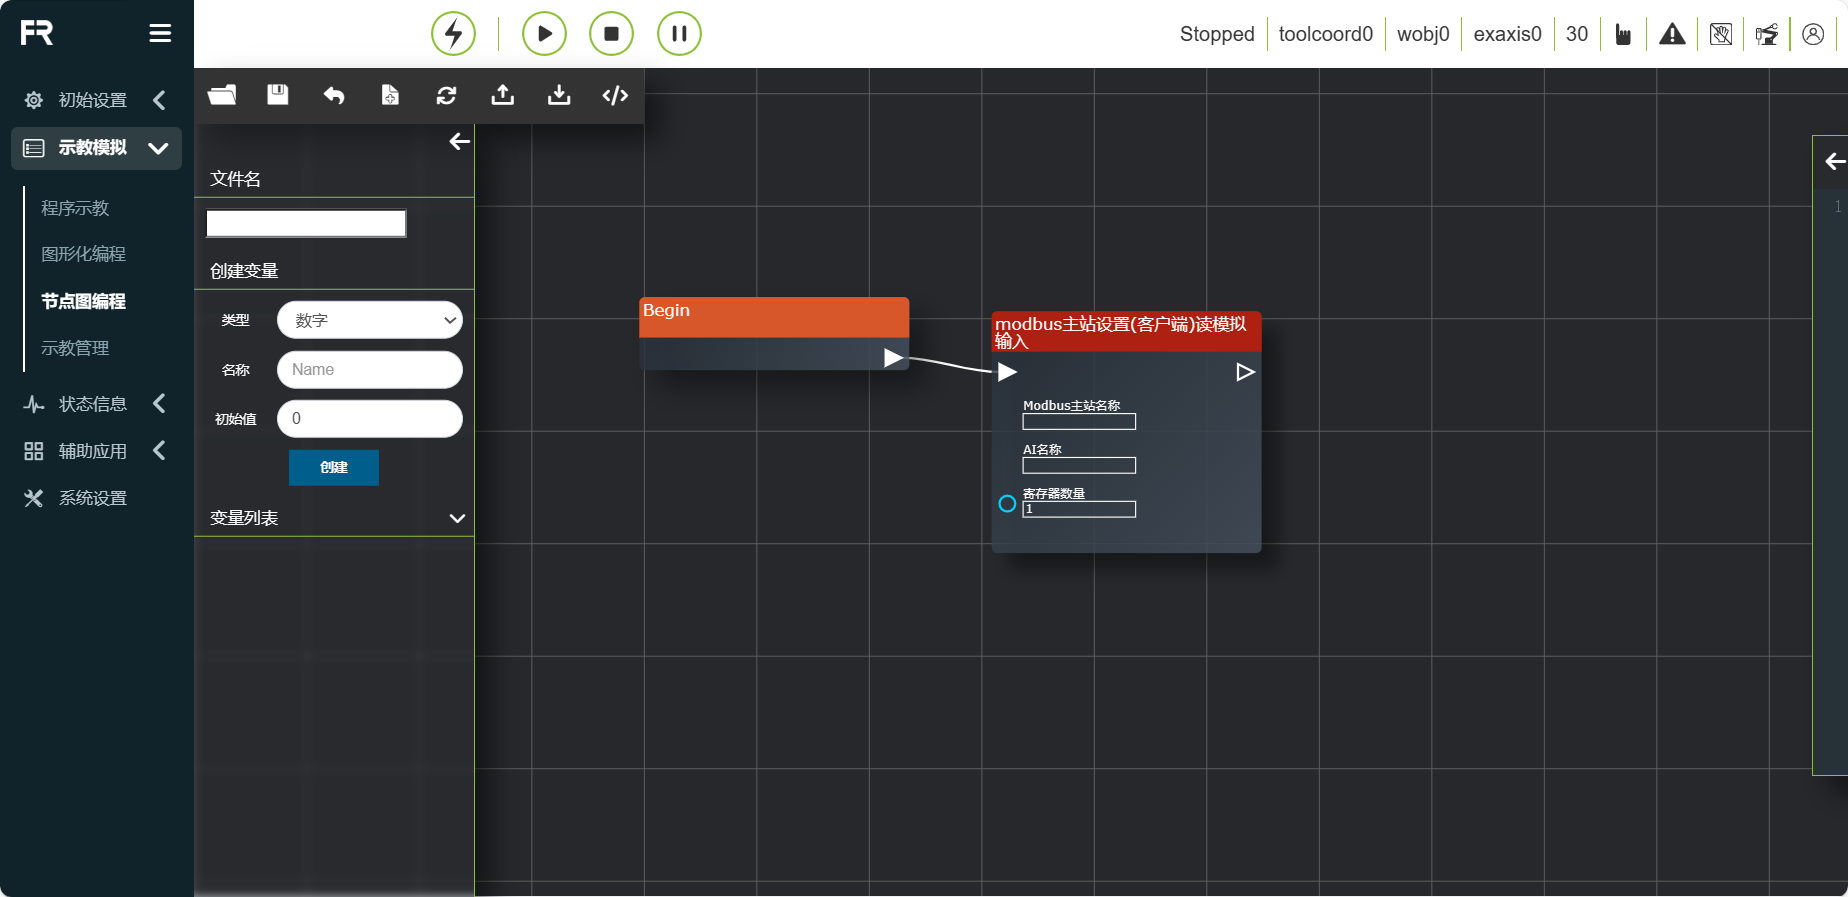 FR
Stopped
toolcoord0
wobj0
exaxis0
30
初始设置
示教模拟
程序示教
图形化编程
节点图编程
示教管理
状态信息
辅助应用
系统设置
文件名
创建变量
类型
数字
名称
Name
初始值
0
创建
变量列表
Begin
modbus主站设置(客户端)读模拟
输入
Modbus主站名称
AI名称
寄存器数量
1
1